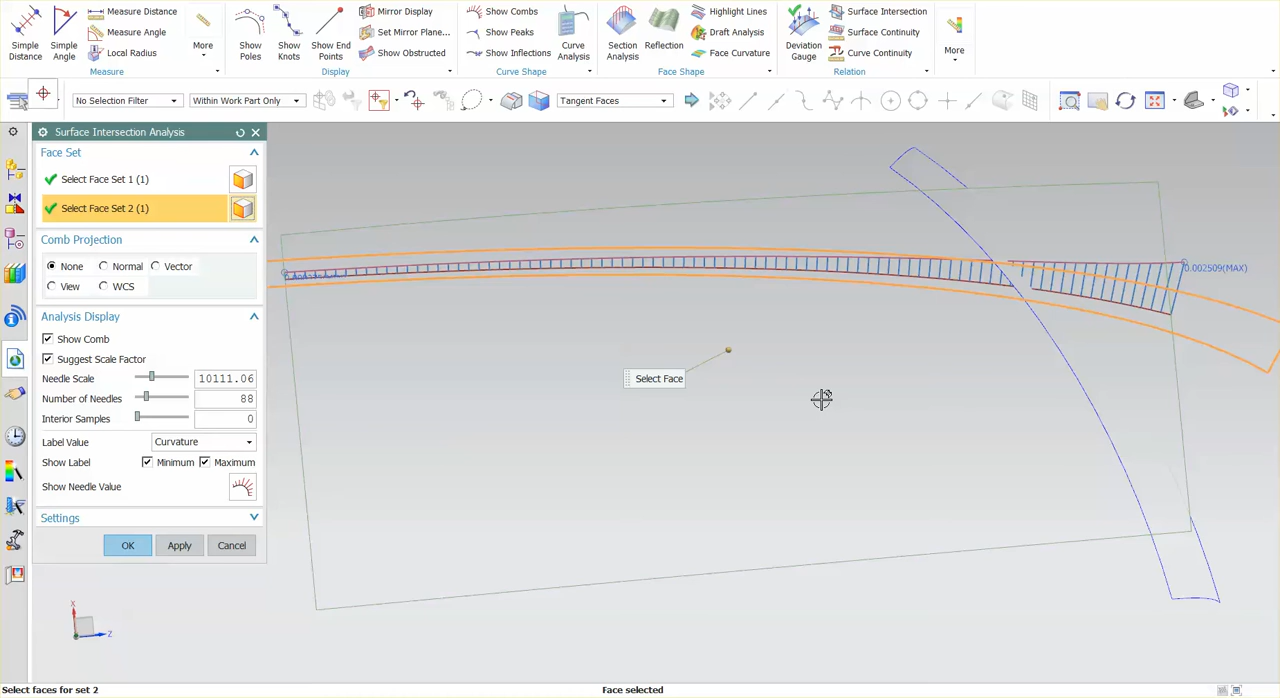 Simple Distance
Simple Angle
Measure Distance
Measure Angle
Local Radius
More
Measure
Show Poles
Show Knots
Show End Points
Mirror Display
Set Mirror Plane...
Show Obstructed
Display
Show Combs
Show Peaks
Show Inflections
Curve Analysis
Curve Shape
Section Analysis
Reflection
Highlight Lines
Draft Analysis
Face Curvature
Face Shape
Deviation Gauge
Surface Intersection
Surface Continuity
Curve Continuity
Relation
More
No Selection Filter
Within Work Part Only
Tangent Faces
Surface Intersection Analysis
Face Set
Select Face Set 1 (1)
Select Face Set 2 (1)
Comb Projection
None
Normal
Vector
View
WCS
Analysis Display
Show Comb
Suggest Scale Factor
Needle Scale
10111.06
Number of Needles
88
Interior Samples
0
Label Value
Curvature
Show Label
Minimum
Maximum
Show Needle Value
Settings
OK
Apply
Cancel
0.002509(MAX)
Select Face
X
Z
Select faces for set 2
Face selected